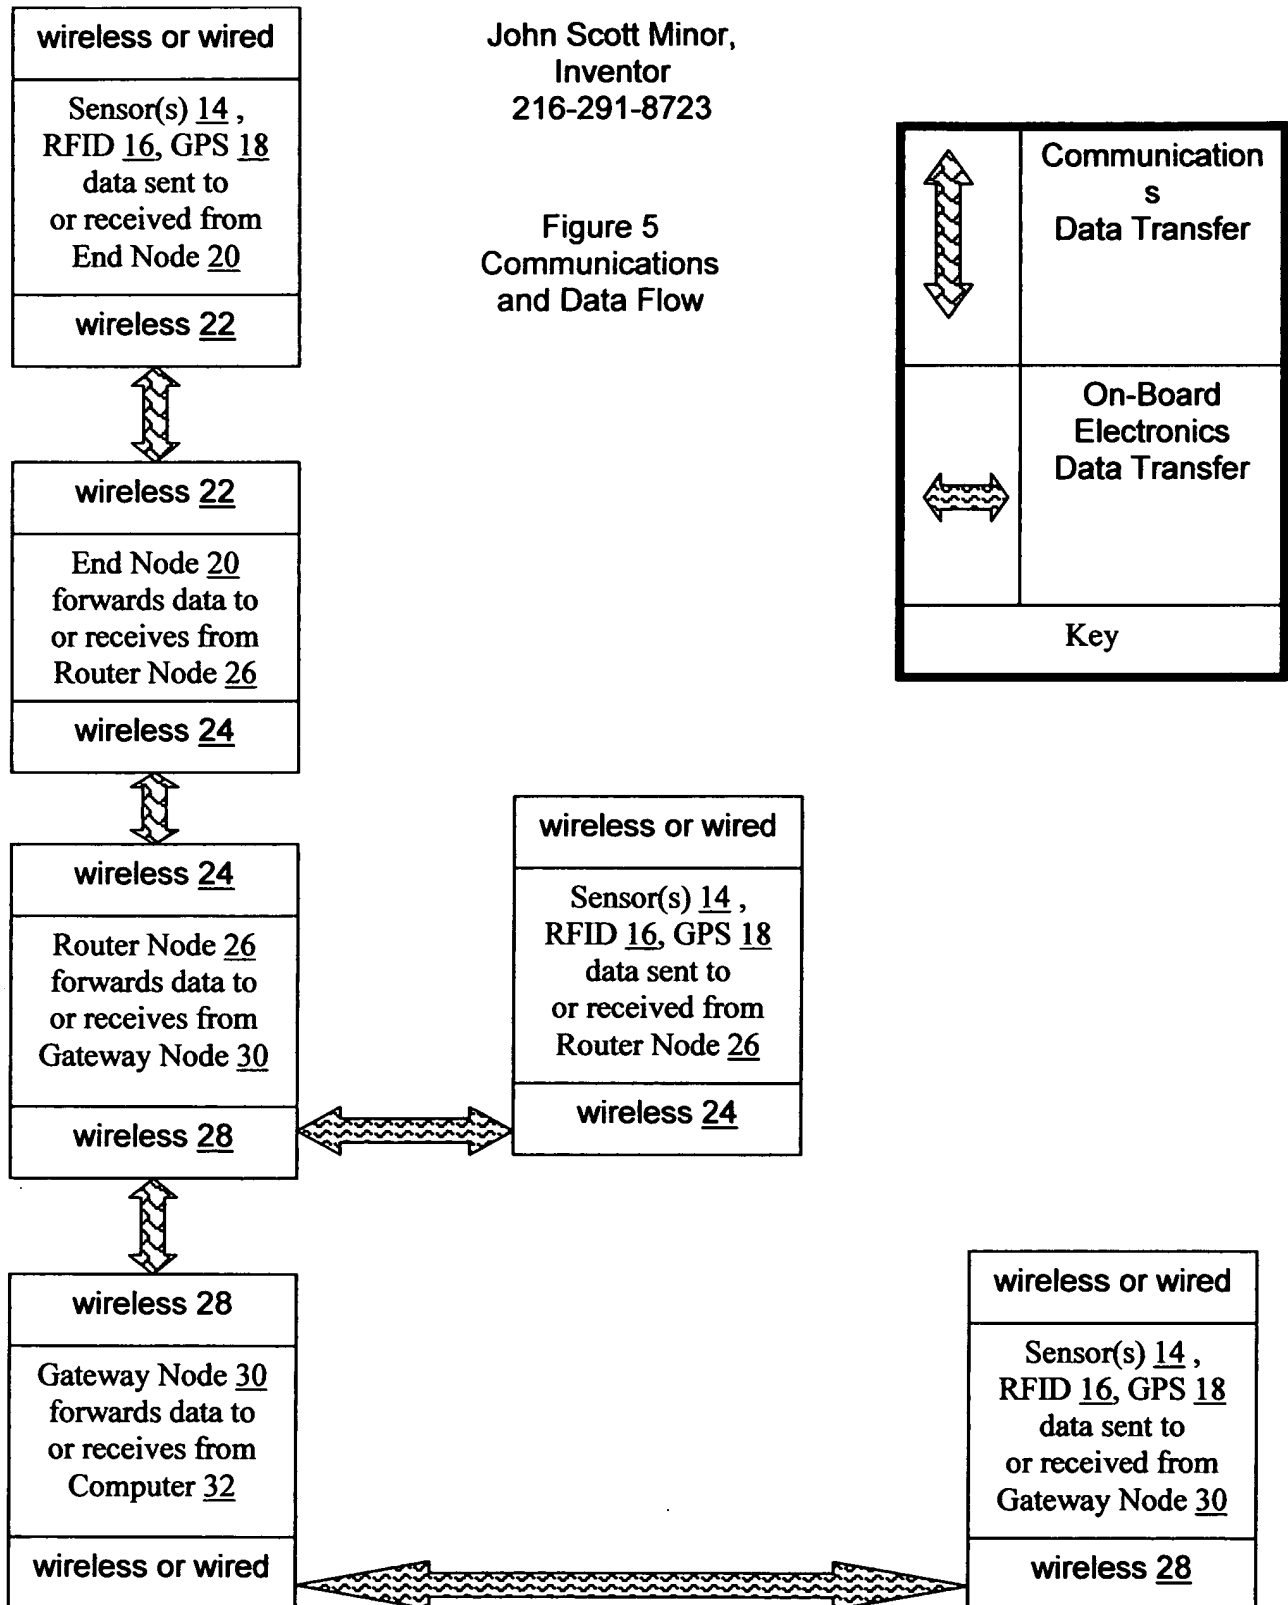 wireless or wired
Sensor(s) 14 ,
RFID 16, GPS 18
data sent to
or received from
End Node 20
wireless 22
John Scott Minor,
Inventor
216-291-8723
Figure 5
Communications
and Data Flow
Communication
s
Data Transfer
On-Board
Electronics
Data Transfer
Key
wireless 22
End Node 20
forwards data to
or receives from
Router Node 26
wireless 24
wireless 24
Router Node 26
forwards data to
or receives from
Gateway Node 30
wireless 28
wireless or wired
Sensor(s) 14 ,
RFID 16, GPS 18
data sent to
or received from
Router Node 26
wireless 24
wireless 28
Gateway Node 30
forwards data to
or receives from
Computer 32
wireless or wired
wireless or wired
Sensor(s) 14 ,
RFID 16, GPS 18
data sent to
or received from
Gateway Node 30
wireless 28